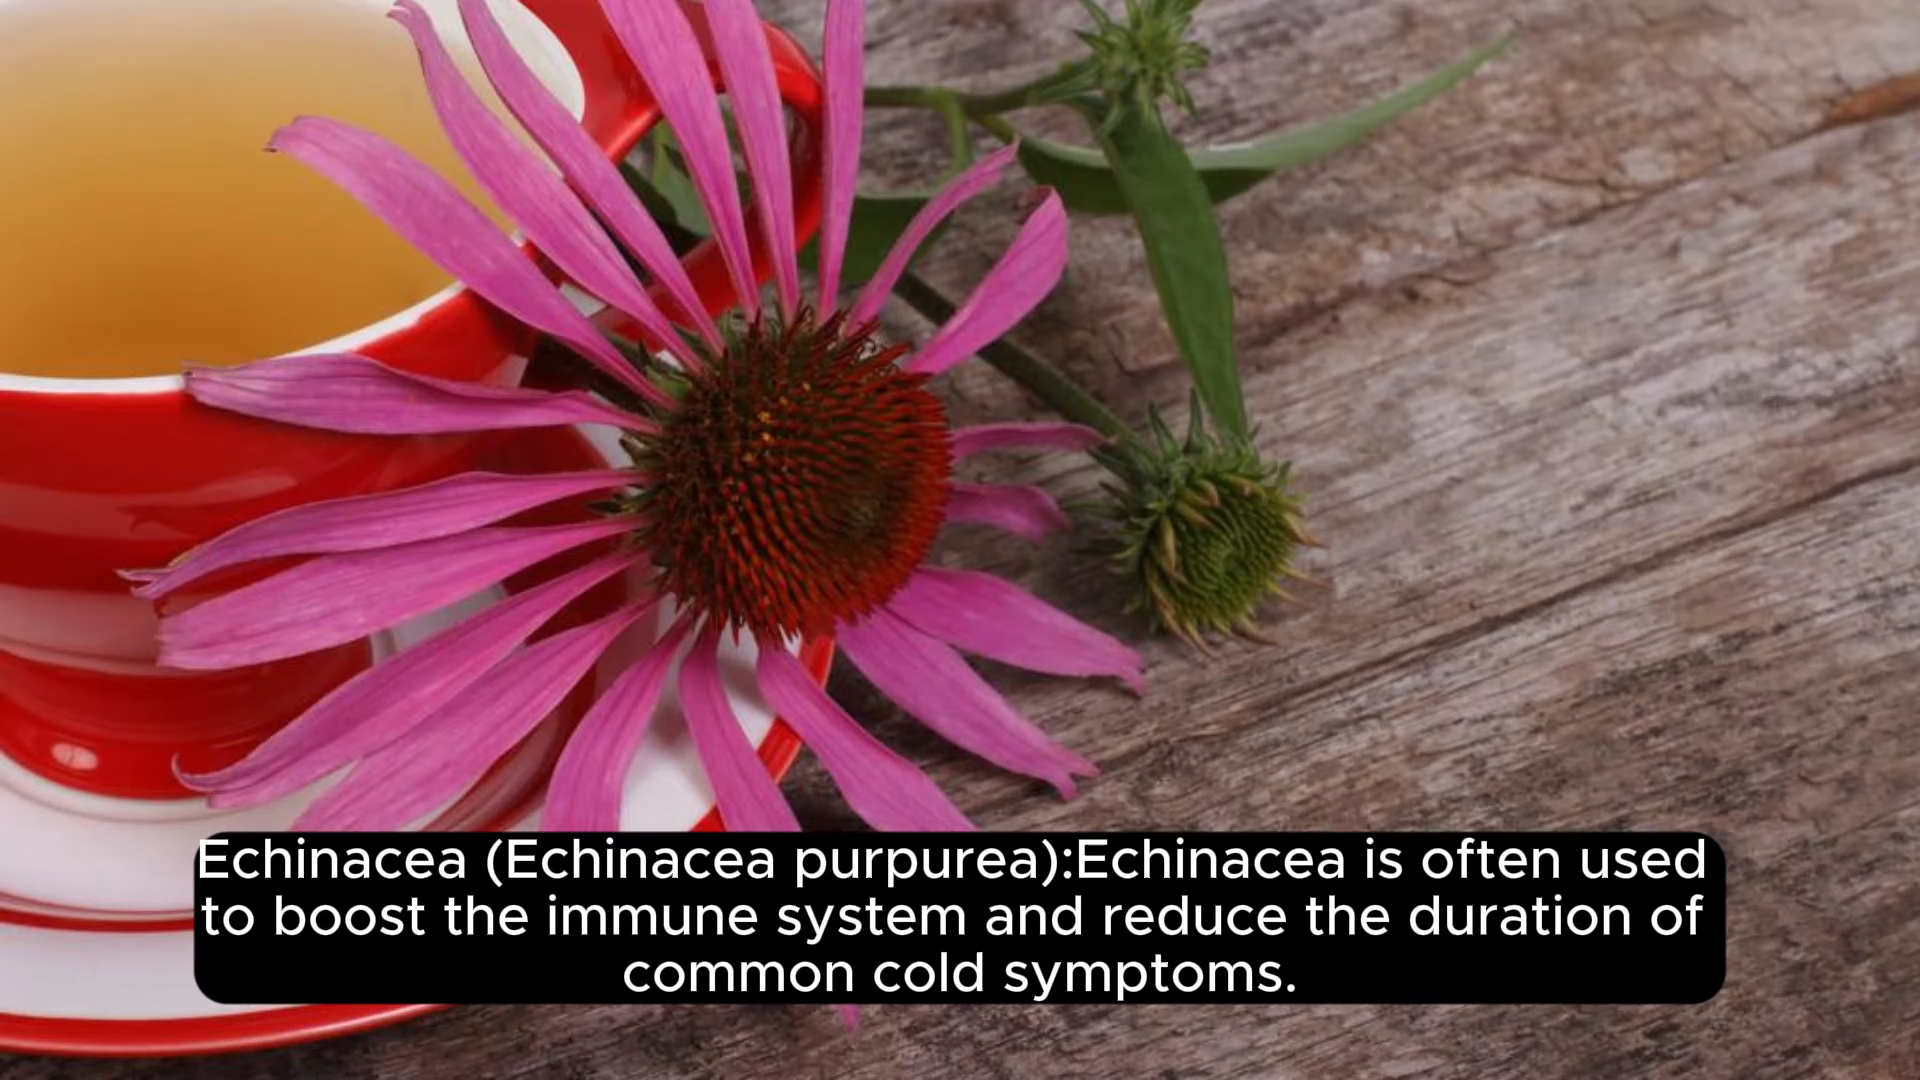 Echinacea (Echinacea purpurea):Echinacea is often used
to boost the immune system and reduce the duration of
common cold symptoms.